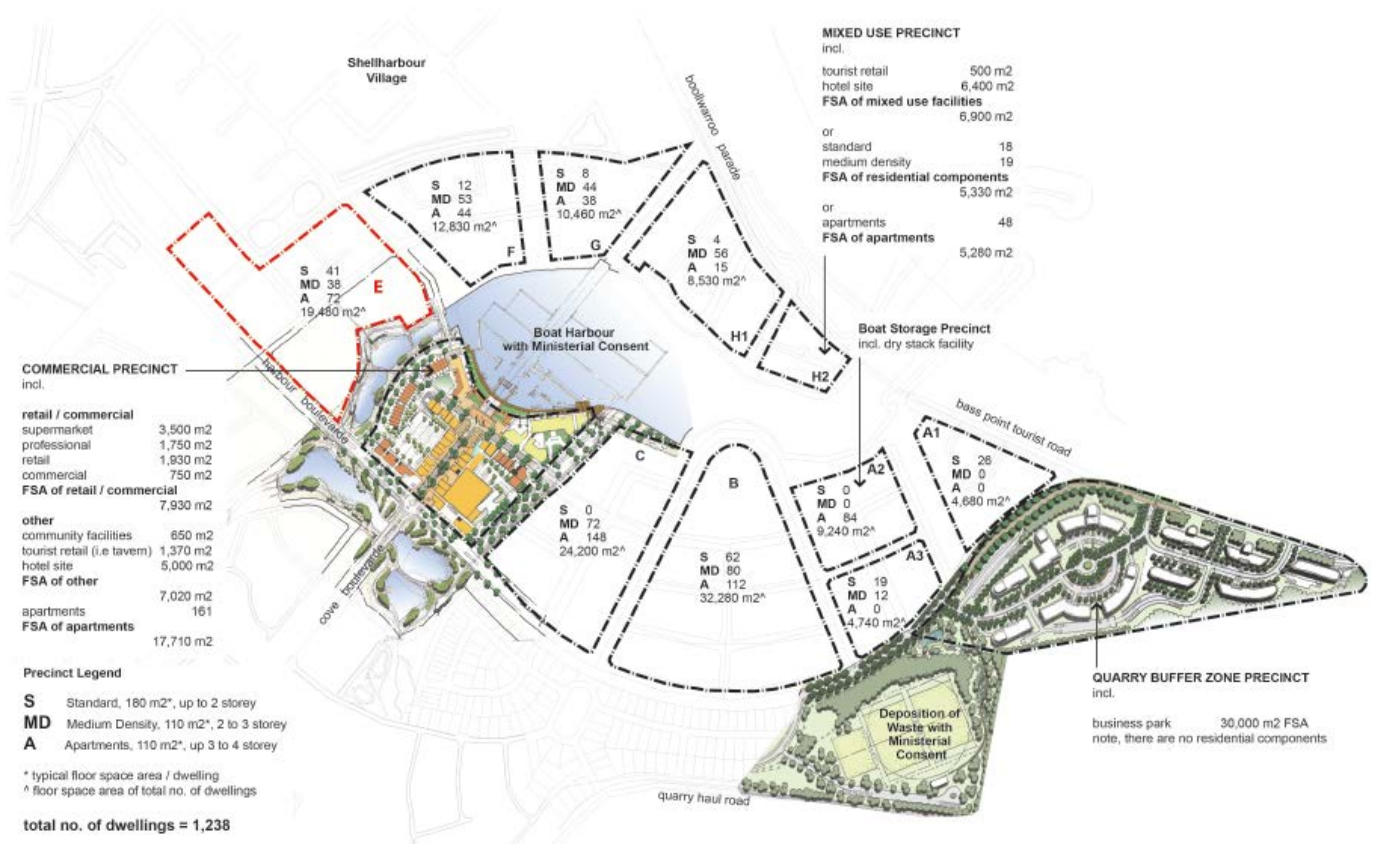 Shellharbour
Village
boollwarroo parade
MIXED USE PRECINCT
incl.
tourist retail 500 m2
hotel site 6,400 m2
FSA of mixed use facilities
6,900 m2
or
standard 18
medium density 19
FSA of residential components
5,330 m2
or
apartments 48
FSA of apartments
5,280 m2
S 12
MD 53
A 44
12,830 m2^
F
S 8
MD 44
A 38
10,460 m2^
G
S 4
MD 56
A 15
8,530 m2^
H1
H2
S 41
MD 38
A 72
19,480 m2^
E
Boat Harbour
with Ministerial Consent
Boat Storage Precinct
incl. dry stack facility
COMMERCIAL PRECINCT
incl.
retail / commercial
supermarket 3,500 m2
professional 1,750 m2
retail 1,930 m2
commercial 750 m2
FSA of retail / commercial
7,930 m2
other
community facilities 650 m2
tourist retail (i.e tavern) 1,370 m2
hotel site 5,000 m2
FSA of other
7,020 m2
apartments 161
FSA of apartments
17,710 m2
harbour boulevarde
cove boulevarde
bass point tourist road
C
S 0
MD 72
A 148
24,200 m2^
B
S 62
MD 80
A 112
32,280 m2^
A2
S 0
MD 0
A 84
9,240 m2^
A1
S 26
MD 0
A 0
4,680 m2^
A3
S 19
MD 12
A 0
4,740 m2^
QUARRY BUFFER ZONE PRECINCT
incl.
business park 30,000 m2 FSA
note, there are no residential components
Deposition of
Waste with
Ministerial
Consent
quarry haul road
Precinct Legend
S Standard, 180 m2*, up to 2 storey
MD Medium Density, 110 m2*, 2 to 3 storey
A Apartments, 110 m2*, up 3 to 4 storey
* typical floor space area / dwelling
^ floor space area of total no. of dwellings
total no. of dwellings = 1,238